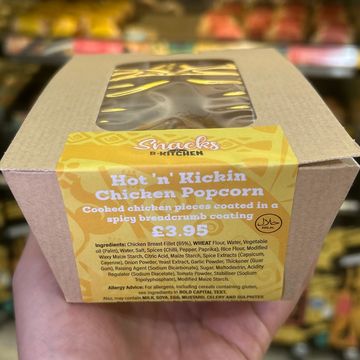 Snacks
KITCHEN
Hot 'n' Kickin
Chicken Popcorn
Cooked chicken pieces coated in a
spicy breadcrumb coating
£3.95
حلال
HALAL
Ingredients: Chicken Breast Fillet (65%), WHEAT Flour, Water, Vegetable
oil (Palm), Water, Salt, Spices (Chilli, Pepper, Paprika), Rice Flour, Modified
Waxy Maize Starch, Citric Acid, Maize Starch, Spice Extracts (Capsicum,
Cayenne), Onion Powder, Yeast Extract, Garlic Powder, Thickener (Guar
Gum), Raising Agent (Sodium Bicarbonate), Sugar, Maltodextrin, Acidity
Regulator (Sodium Diacetate), Tomato Powder, Stabiliser (Sodium
tripolyphosphate), Modified Maize Starch.
Allergy Advice: For allergens, including cereals containing gluten,
see ingredients in BOLD CAPITAL TEXT.
Also, may contain MILK, SOYA, EGG, MUSTARD, CELERY AND SULPHITES